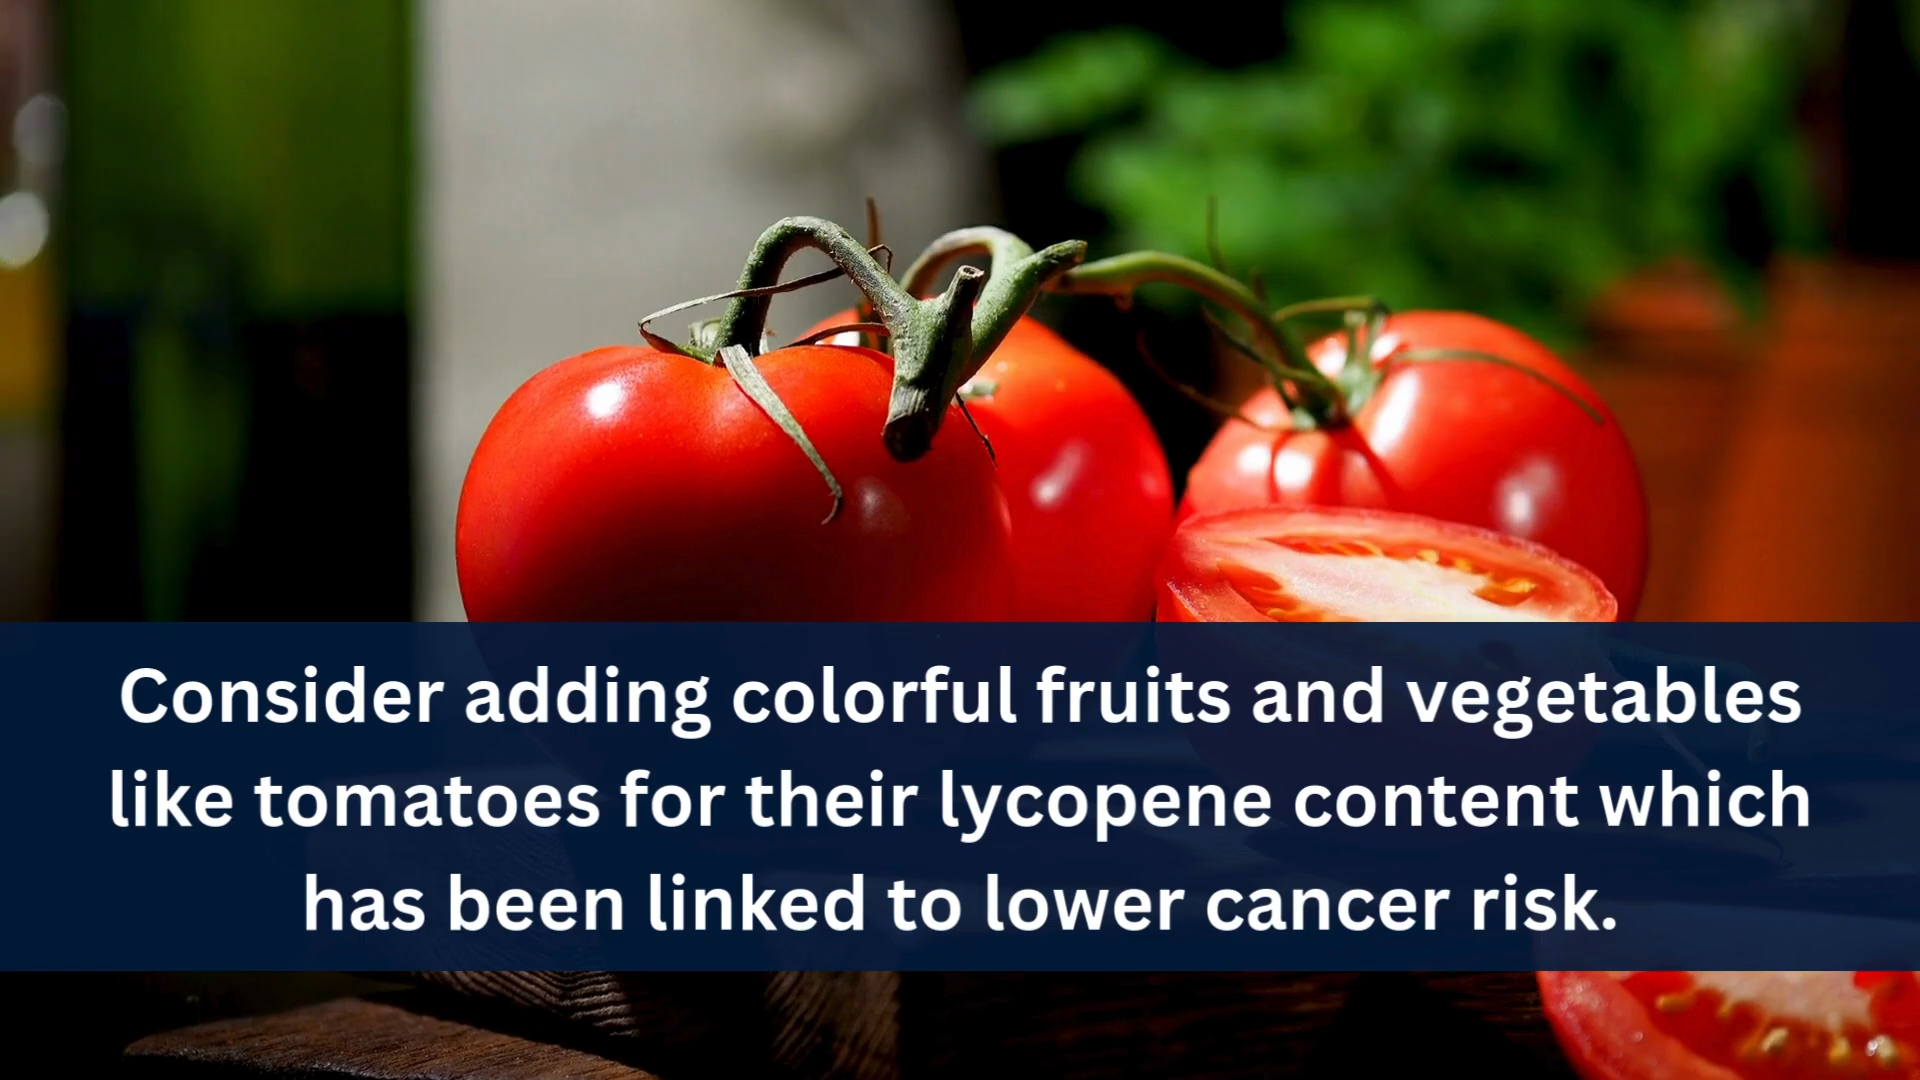 Consider adding colorful fruits and vegetables
like tomatoes for their lycopene content which
has been linked to lower cancer risk.